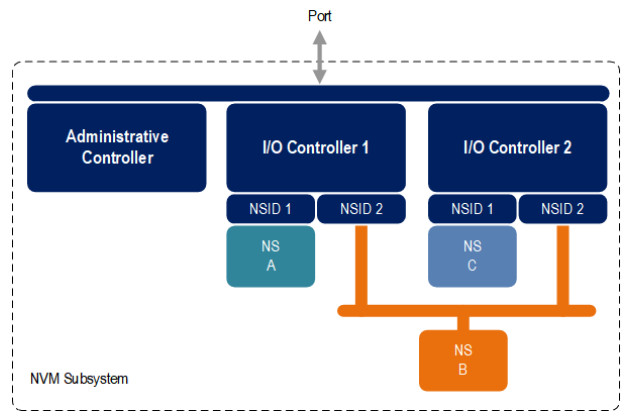 Port
Administrative
Controller
I/O Controller 1
I/O Controller 2
NSID 1
NSID 2
NSID 1
NSID 2
NS
A
NS
C
NS
B
NVM Subsystem